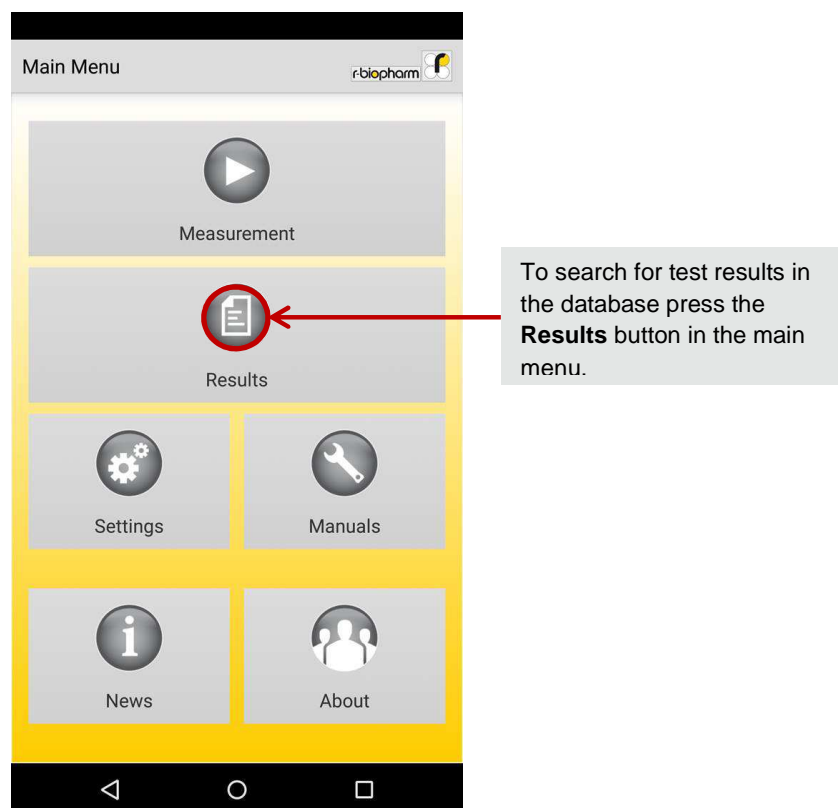 Main Menu
r-biopharm
Measurement
Results
To search for test results in
the database press the
Results button in the main
menu.
Settings
Manuals
News
About